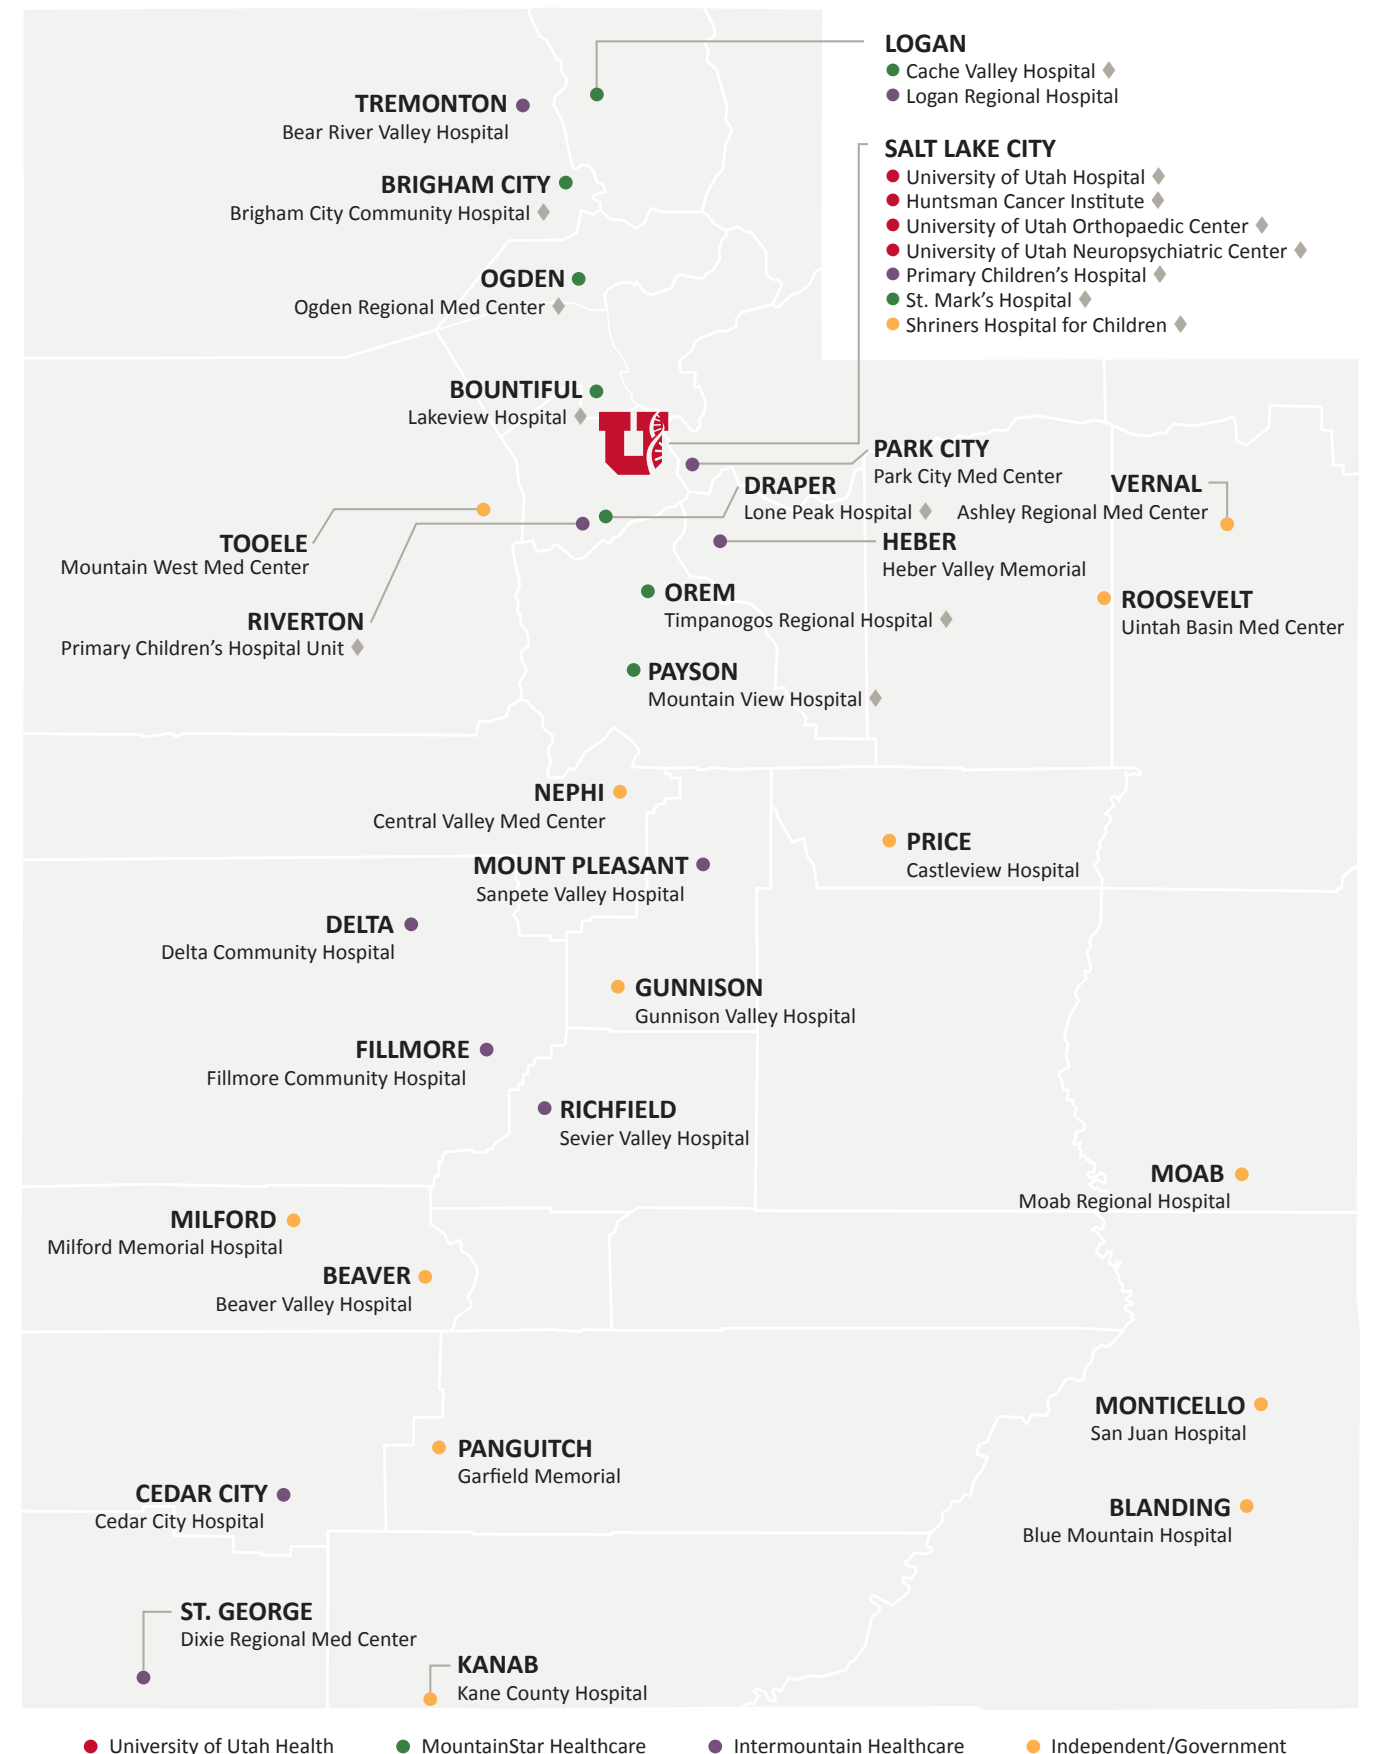 LOGAN
Cache Valley Hospital
Logan Regional Hospital
TREMONTON
Bear River Valley Hospital
SALT LAKE CITY
University of Utah Hospital
Huntsman Cancer Institute
University of Utah Orthopaedic Center
University of Utah Neuropsychiatric Center
Primary Children's Hospital
St. Mark's Hospital
Shriners Hospital for Children
BRIGHAM CITY
Brigham City Community Hospital
OGDEN
Ogden Regional Med Center
BOUNTIFUL
Lakeview Hospital
U
PARK CITY
Park City Med Center
DRAPER
Lone Peak Hospital
VERNAL
Ashley Regional Med Center
TOOELE
Mountain West Med Center
HEBER
Heber Valley Memorial
OREM
Timpanogos Regional Hospital
ROOSEVELT
Uintah Basin Med Center
RIVERTON
Primary Children's Hospital Unit
PAYSON
Mountain View Hospital
NEPHI
Central Valley Med Center
PRICE
Castleview Hospital
MOUNT PLEASANT
Sanpete Valley Hospital
DELTA
Delta Community Hospital
GUNNISON
Gunnison Valley Hospital
FILLMORE
Fillmore Community Hospital
RICHFIELD
Sevier Valley Hospital
MOAB
Moab Regional Hospital
MILFORD
Milford Memorial Hospital
BEAVER
Beaver Valley Hospital
MONTICELLO
San Juan Hospital
PANGUITCH
Garfield Memorial
CEDAR CITY
Cedar City Hospital
BLANDING
Blue Mountain Hospital
ST. GEORGE
Dixie Regional Med Center
KANAB
Kane County Hospital
University of Utah Health
MountainStar Healthcare
Intermountain Healthcare
Independent/Government